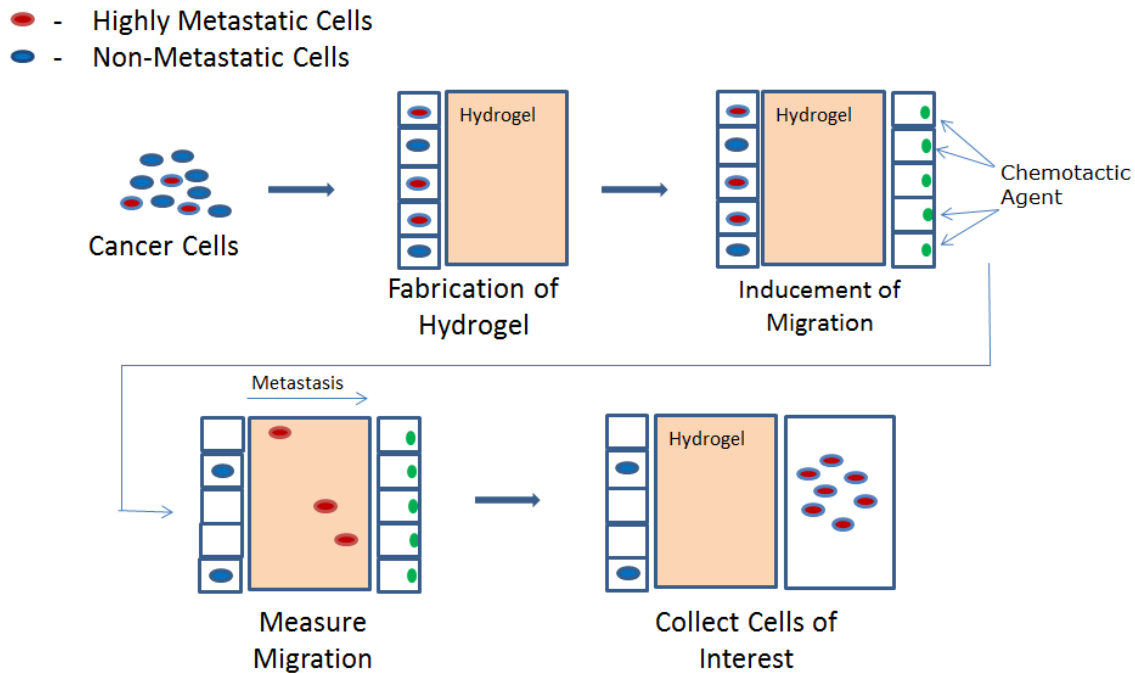 - Highly Metastatic Cells
- Non-Metastatic Cells
Cancer Cells
Hydrogel
Fabrication of
Hydrogel
Hydrogel
Inducement of
Migration
Chemotactic
Agent
Metastasis
Measure
Migration
Hydrogel
Collect Cells of
Interest